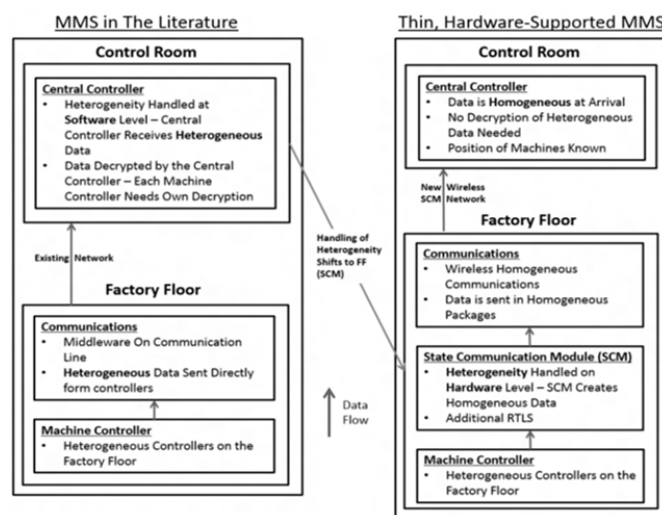 MMS in The Literature
Control Room
Central Controller
• Heterogeneity Handled at
Software Level – Central
Controller Receives Heterogeneous
Data
• Data Decrypted by the Central
Controller – Each Machine
Controller Needs Own Decryption
Existing Network
Factory Floor
Communications
• Middleware On Communication
Line
• Heterogeneous Data Sent Directly
form controllers
Machine Controller
• Heterogeneous Controllers on the
Factory Floor
Handling of
Heterogeneity
Shifts to FF
(SCM)
Data
Flow
Thin, Hardware-Supported MMS
Control Room
Central Controller
• Data is Homogeneous at Arrival
• No Decryption of Heterogeneous
Data Needed
• Position of Machines Known
New Wireless
SCM Network
Factory Floor
Communications
• Wireless Homogeneous
Communications
• Data is sent in Homogeneous
Packages
State Communication Module (SCM)
• Heterogeneity Handled on
Hardware Level – SCM Creates
Homogeneous Data
• Additional RTLS
Machine Controller
• Heterogeneous Controllers on the
Factory Floor